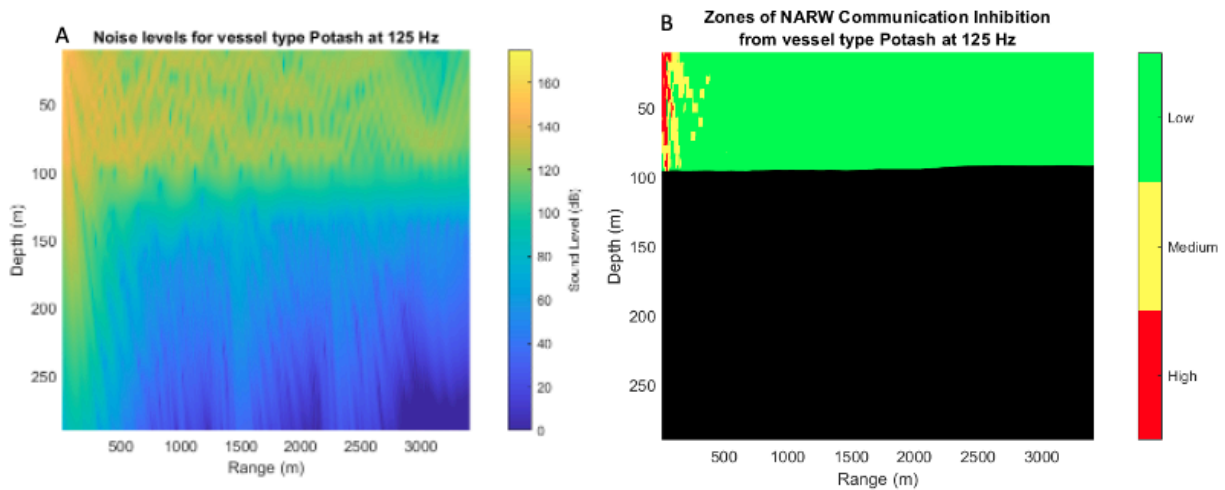 A
Noise levels for vessel type Potash at 125 Hz
50
100
150
200
250
Depth (m)
500
1000
1500
2000
2500
3000
Range (m)
160
140
120
100
80
60
40
20
0
Sound Level (dB)
B
Zones of NARW Communication Inhibition
from vessel type Potash at 125 Hz
50
100
150
200
250
Depth (m)
500
1000
1500
2000
2500
3000
Range (m)
Low
Medium
High